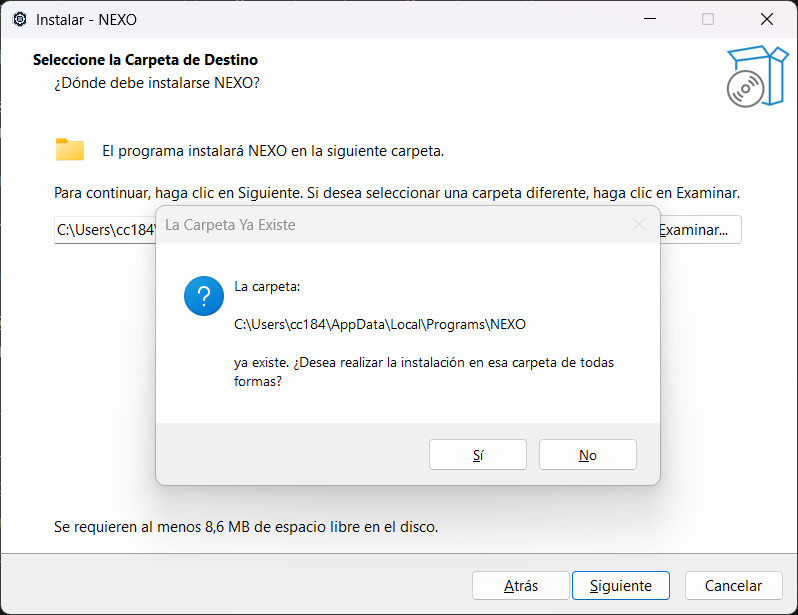 Instalar - NEXO
Seleccione la Carpeta de Destino
¿Dónde debe instalarse NEXO?
El programa instalará NEXO en la siguiente carpeta.
Para continuar, haga clic en Siguiente. Si desea seleccionar una carpeta diferente, haga clic en Examinar.
C:\Users\cc184\
Examinar...
La Carpeta Ya Existe
La carpeta:
C:\Users\cc184\AppData\Local\Programs\NEXO
ya existe. ¿Desea realizar la instalación en esa carpeta de todas
formas?
Sí
No
Se requieren al menos 8,6 MB de espacio libre en el disco.
Atrás
Siguiente
Cancelar